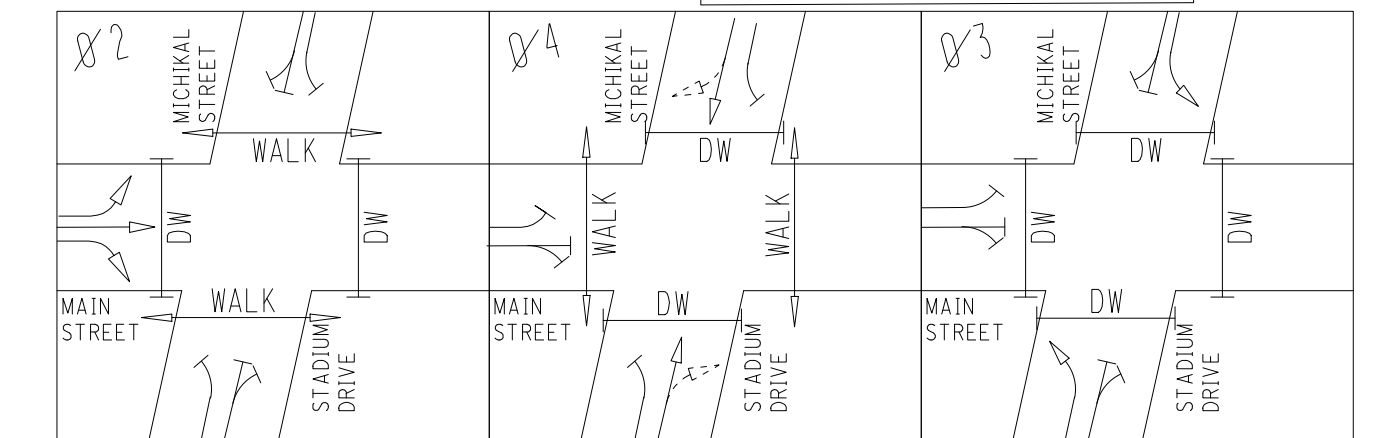 Ø2
MICHIKAL
STREET
WALK
DW
DW
WALK
MAIN
STREET
STADIUM
DRIVE
Ø4
MICHIKAL
STREET
DW
WALK
WALK
DW
MAIN
STREET
STADIUM
DRIVE
Ø3
MICHIKAL
STREET
DW
DW
DW
DW
MAIN
STREET
STADIUM
DRIVE